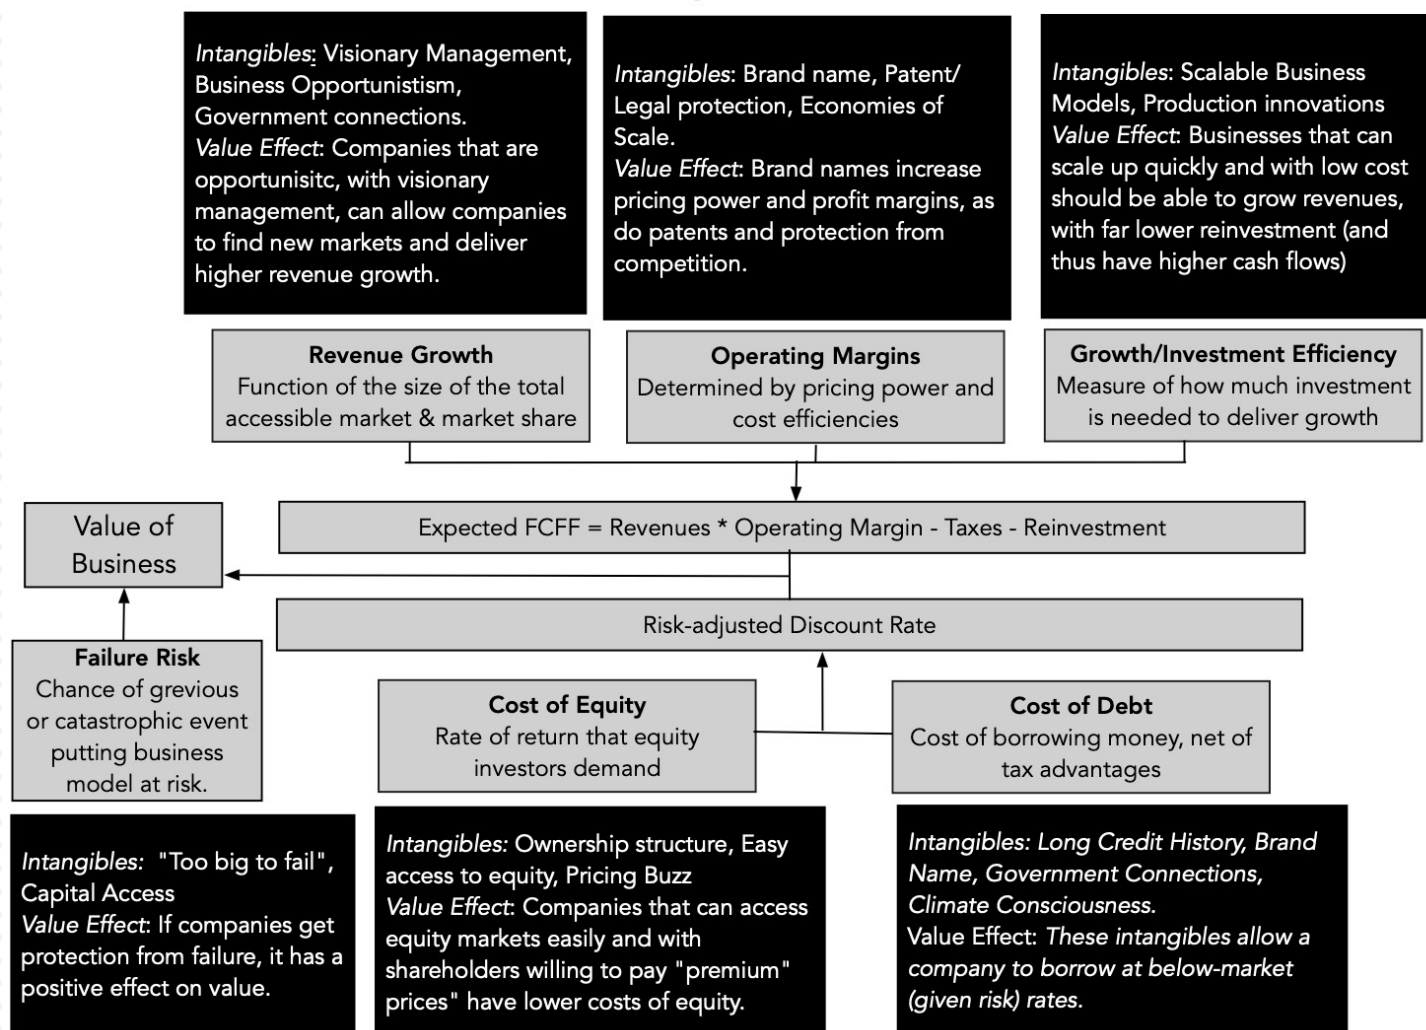 Intangibles: Visionary Management,
Business Opportunistism,
Government connections.
Value Effect: Companies that are
opportunisitc, with visionary
management, can allow companies
to find new markets and deliver
higher revenue growth.
Intangibles: Brand name, Patent/
Legal protection, Economies of
Scale.
Value Effect: Brand names increase
pricing power and profit margins, as
do patents and protection from
competition.
Intangibles: Scalable Business
Models, Production innovations
Value Effect: Businesses that can
scale up quickly and with low cost
should be able to grow revenues,
with far lower reinvestment (and
thus have higher cash flows)
Revenue Growth
Function of the size of the total
accessible market & market share
Operating Margins
Determined by pricing power and
cost efficiencies
Growth/Investment Efficiency
Measure of how much investment
is needed to deliver growth
Value of
Business
Expected FCFF = Revenues * Operating Margin - Taxes - Reinvestment
Risk-adjusted Discount Rate
Failure Risk
Chance of grevious
or catastrophic event
putting business
model at risk.
Cost of Equity
Rate of return that equity
investors demand
Cost of Debt
Cost of borrowing money, net of
tax advantages
Intangibles: "Too big to fail",
Capital Access
Value Effect: If companies get
protection from failure, it has a
positive effect on value.
Intangibles: Ownership structure, Easy
access to equity, Pricing Buzz
Value Effect: Companies that can access
equity markets easily and with
shareholders willing to pay "premium"
prices" have lower costs of equity.
Intangibles: Long Credit History, Brand
Name, Government Connections,
Climate Consciousness.
Value Effect: These intangibles allow a
company to borrow at below-market
(given risk) rates.